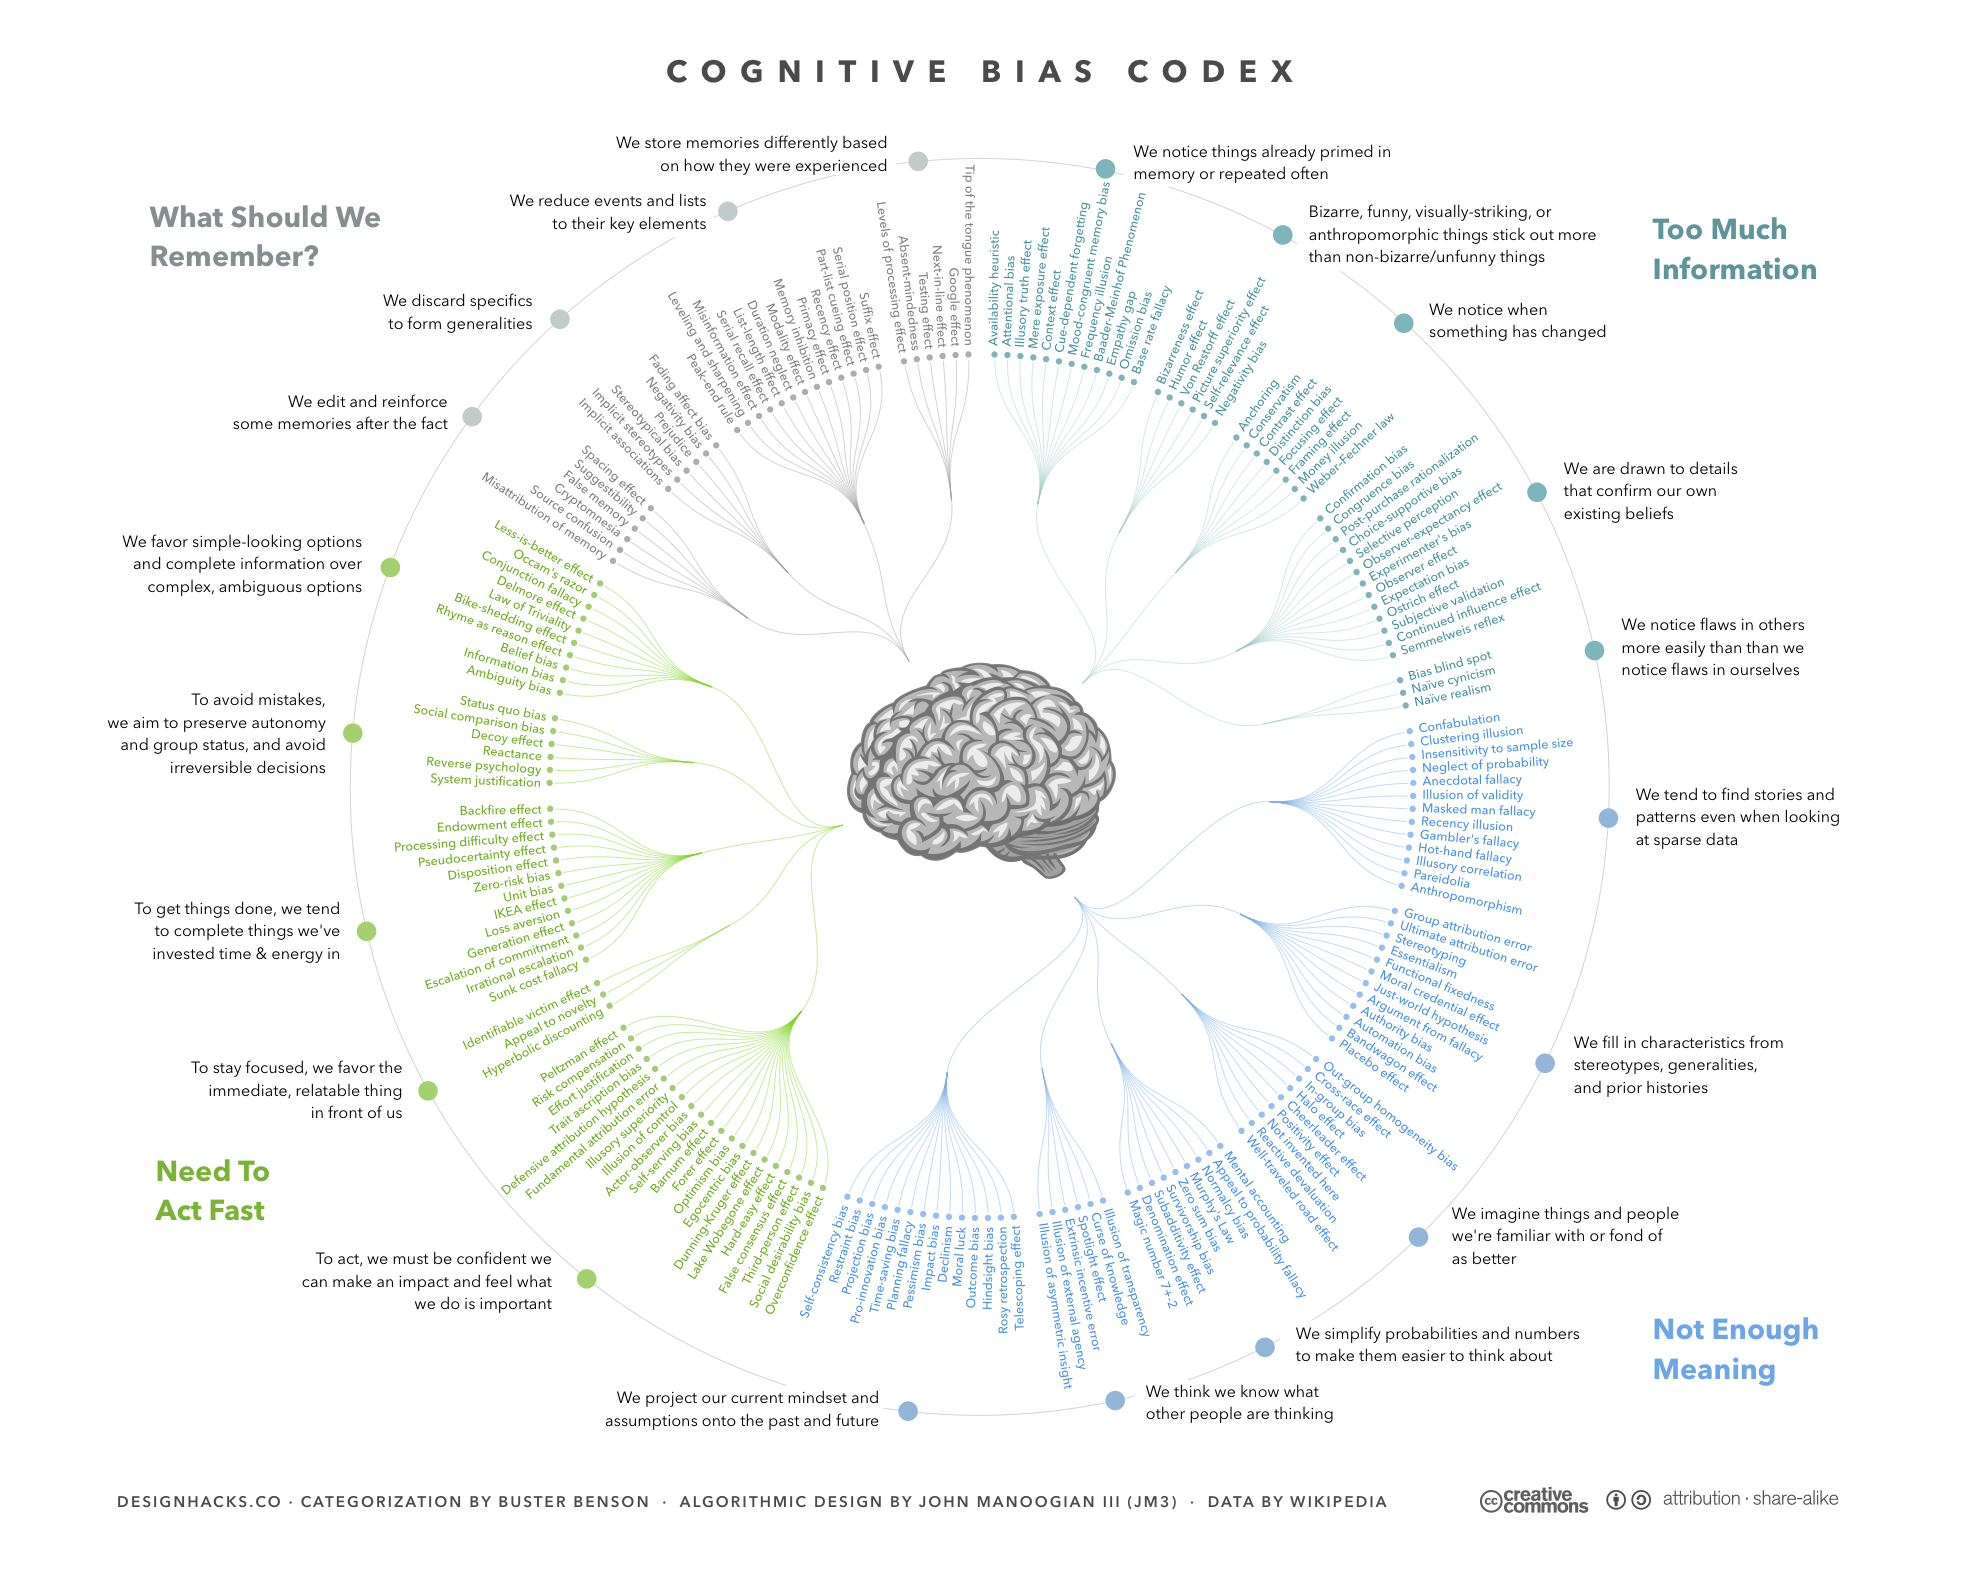 COGNITIVE BIAS CODEX
We store memories differently based
on how they were experienced
We reduce events and lists
to their key elements
We discard specifics
to form generalities
We edit and reinforce
some memories after the fact
What Should We
Remember?
We notice things already primed in
memory or repeated often
Bizarre, funny, visually-striking, or
anthropomorphic things stick out more
than non-bizarre/unfunny things
We notice when
something has changed
We are drawn to details
that confirm our own
existing beliefs
We notice flaws in others
more easily than than we
notice flaws in ourselves
Too Much
Information
We tend to find stories and
patterns even when looking
at sparse data
We fill in characteristics from
stereotypes, generalities,
and prior histories
We imagine things and people
we're familiar with or fond of
as better
We simplify probabilities and numbers
to make them easier to think about
We think we know what
other people are thinking
We project our current mindset and
assumptions onto the past and future
Not Enough
Meaning
We favor simple-looking options
and complete information over
complex, ambiguous options
To avoid mistakes,
we aim to preserve autonomy
and group status, and avoid
irreversible decisions
To get things done, we tend
to complete things we've
invested time & energy in
To stay focused, we favor the
immediate, relatable thing
in front of us
To act, we must be confident we
can make an impact and feel what
we do is important
Need To
Act Fast
Availability heuristic
Attentional bias
Illusory truth effect
Mere exposure effect
Context effect
Cue-dependent forgetting
Mood-congruent memory bias
Frequency illusion
Baader-Meinhof Phenomenon
Empathy gap
Omission bias
Base rate fallacy
Bizarreness effect
Humor effect
Von Restorff effect
Picture superiority effect
Self-relevance effect
Negativity bias
Anchoring
Conservatism
Contrast effect
Distinction bias
Focusing effect
Framing effect
Money illusion
Weber-Fechner law
Confirmation bias
Congruence bias
Post-purchase rationalization
Choice-supportive bias
Selective perception
Observer-expectancy effect
Experimenter's bias
Observer effect
Expectation bias
Ostrich effect
Subjective validation
Continued influence effect
Semmelweis reflex
Bias blind spot
Naïve cynicism
Naïve realism
Confabulation
Clustering illusion
Insensitivity to sample size
Neglect of probability
Anecdotal fallacy
Illusion of validity
Masked man fallacy
Recency illusion
Gambler's fallacy
Hot-hand fallacy
Illusory correlation
Pareidolia
Anthropomorphism
Group attribution error
Ultimate attribution error
Stereotyping
Essentialism
Functional fixedness
Moral credential effect
Just-world hypothesis
Argument from fallacy
Authority bias
Automation bias
Bandwagon effect
Placebo effect
Out-group homogeneity bias
Cross-race effect
In-group bias
Halo effect
Cheerleader effect
Positivity effect
Not invented here
Reactive devaluation
Well-traveled road effect
Mental accounting
Appeal to probability fallacy
Normalcy bias
Murphy's Law
Zero sum bias
Survivorship bias
Subadditivity effect
Denomination effect
Magic number 7+-2
Illusion of transparency
Curse of knowledge
Spotlight effect
Extrinsic incentive error
Illusion of external agency
Illusion of asymmetric insight
Telescoping effect
Rosy retrospection
Hindsight bias
Outcome bias
Moral luck
Declinism
Impact bias
Pessimism bias
Planning fallacy
Time-saving bias
Pro-innovation bias
Projection bias
Restraint bias
Self-consistency bias
Overconfidence effect
Social desirability bias
Third-person effect
False consensus effect
Hard-easy effect
Lake Wobegone effect
Dunning-Kruger effect
Egocentric bias
Optimism bias
Forer effect
Barnum effect
Self-serving bias
Actor-observer bias
Illusion of control
Illusory superiority
Fundamental attribution error
Defensive attribution hypothesis
Trait ascription bias
Effort justification
Risk compensation
Peltzman effect
Hyperbolic discounting
Appeal to novelty
Identifiable victim effect
Sunk cost fallacy
Irrational escalation
Escalation of commitment
Generation effect
Loss aversion
IKEA effect
Unit bias
Zero-risk bias
Disposition effect
Pseudocertainty effect
Processing difficulty effect
Endowment effect
Backfire effect
System justification
Reverse psychology
Reactance
Decoy effect
Social comparison bias
Status quo bias
Ambiguity bias
Information bias
Belief bias
Rhyme as reason effect
Bike-shedding effect
Law of Triviality
Delmore effect
Conjunction fallacy
Occam's razor
Less-is-better effect
Misattribution of memory
Source confusion
Cryptomnesia
False memory
Suggestibility
Spacing effect
Implicit associations
Implicit stereotypes
Stereotypical bias
Prejudice
Negativity bias
Fading affect bias
Peak-end rule
Leveling and sharpening
Misinformation effect
Serial recall effect
List-length effect
Duration neglect
Modality effect
Memory inhibition
Primacy effect
Recency effect
Part-list cueing effect
Serial position effect
Suffix effect
Levels of processing effect
Absent-mindedness
Testing effect
Next-in-line effect
Google effect
Tip of the tongue phenomenon
DESIGNHACKS.CO · CATEGORIZATION BY BUSTER BENSON · ALGORITHMIC DESIGN BY JOHN MANOOGIAN III (JM3) · DATA BY WIKIPEDIA
cc creative commons attribution · share-alike